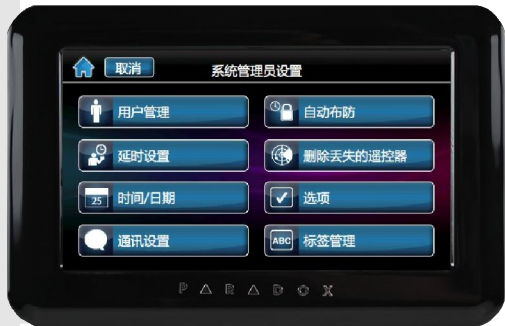 取消 系统管理员设置
用户管理 自动布防
延时设置 删除丢失的遥控器
25 时间/日期 选项
通讯设置 ABC 标签管理
PARADOX